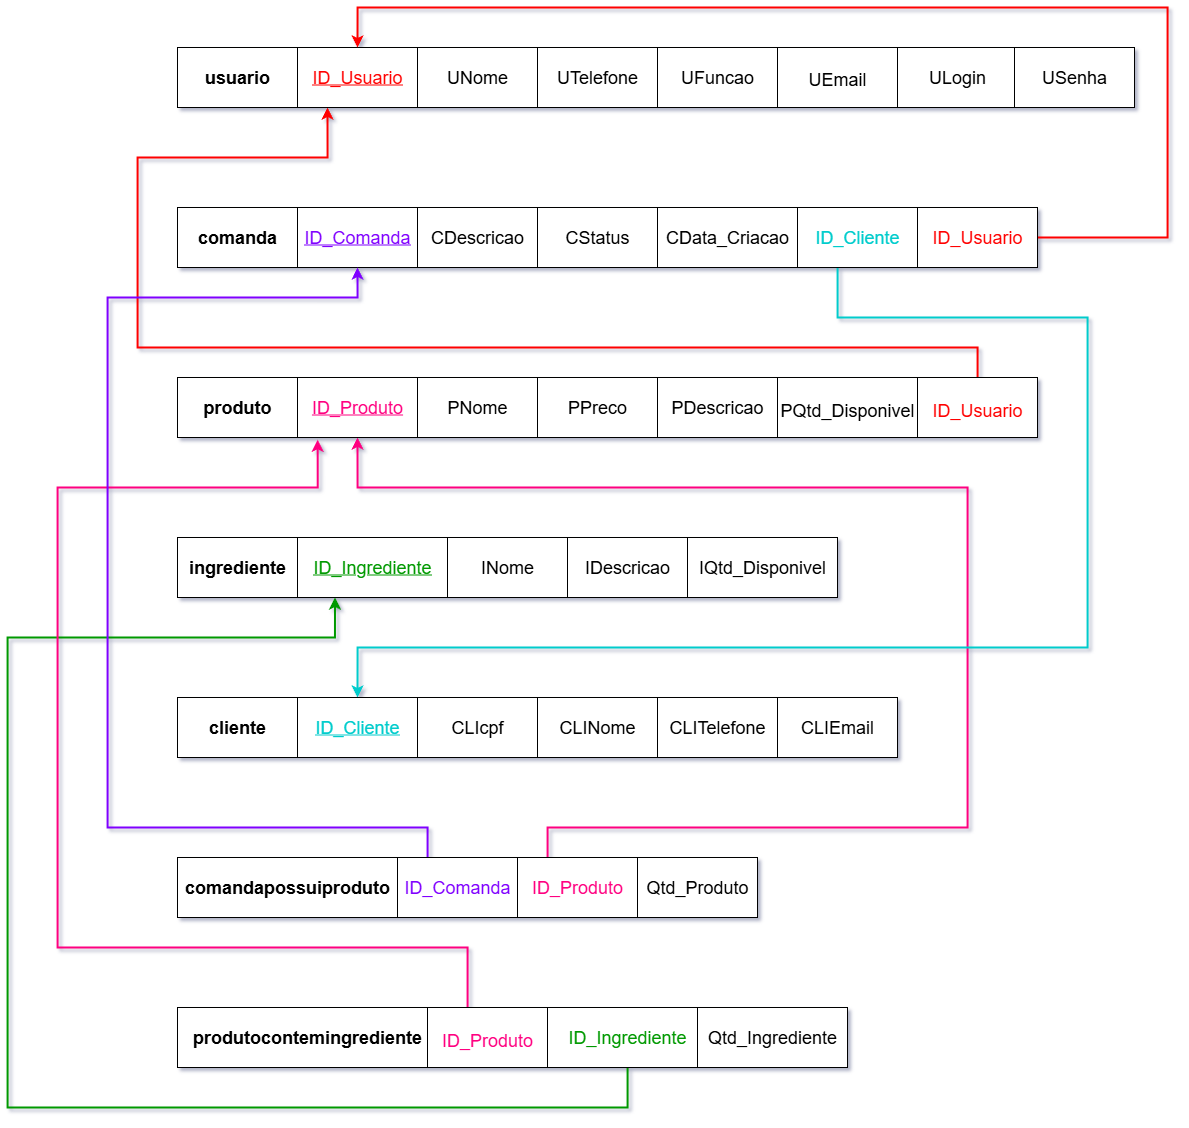 usuario ID_Usuario UNome UTelefone UFuncao UEmail ULogin USenha
comanda ID_Comanda CDescricao CStatus CData_Criacao ID_Cliente ID_Usuario
produto ID_Produto PNome PPreco PDescricao PQtd_Disponivel ID_Usuario
ingrediente ID_Ingrediente INome IDescricao IQtd_Disponivel
cliente ID_Cliente CLIcpf CLINome CLITelefone CLIEmail
comandapossuiproduto ID_Comanda ID_Produto Qtd_Produto
produtocontemingrediente ID_Produto ID_Ingrediente Qtd_Ingrediente